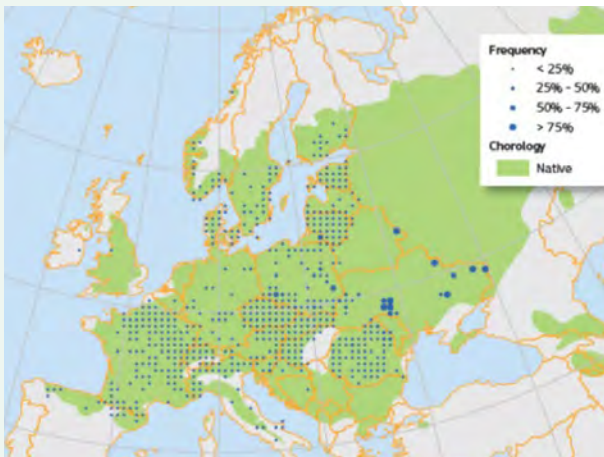 Frequency
< 25%
25% - 50%
50% - 75%
> 75%
Chorology
Native